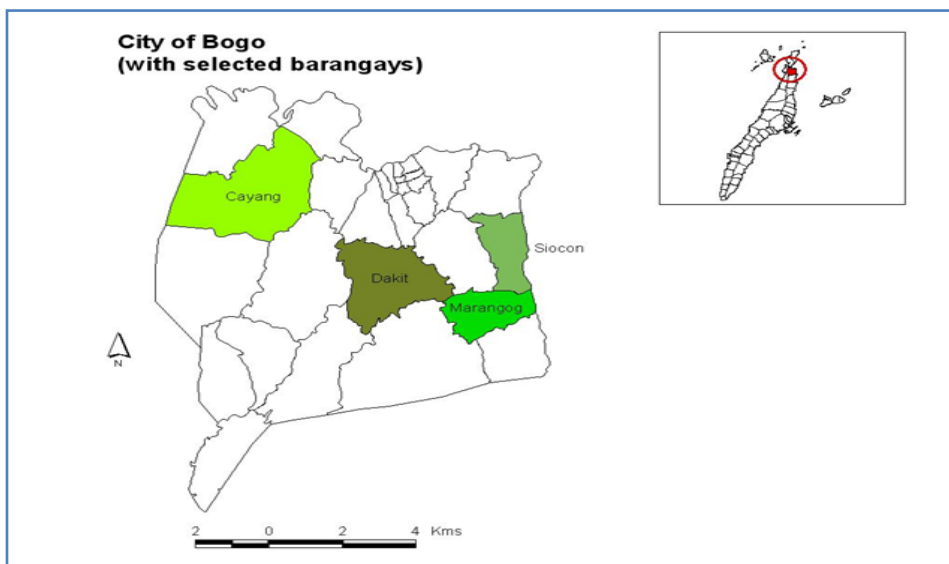 City of Bogo
(with selected barangays)
Cayang
Siocon
Dakit
Marangog
N
2 0 2 4 Kms